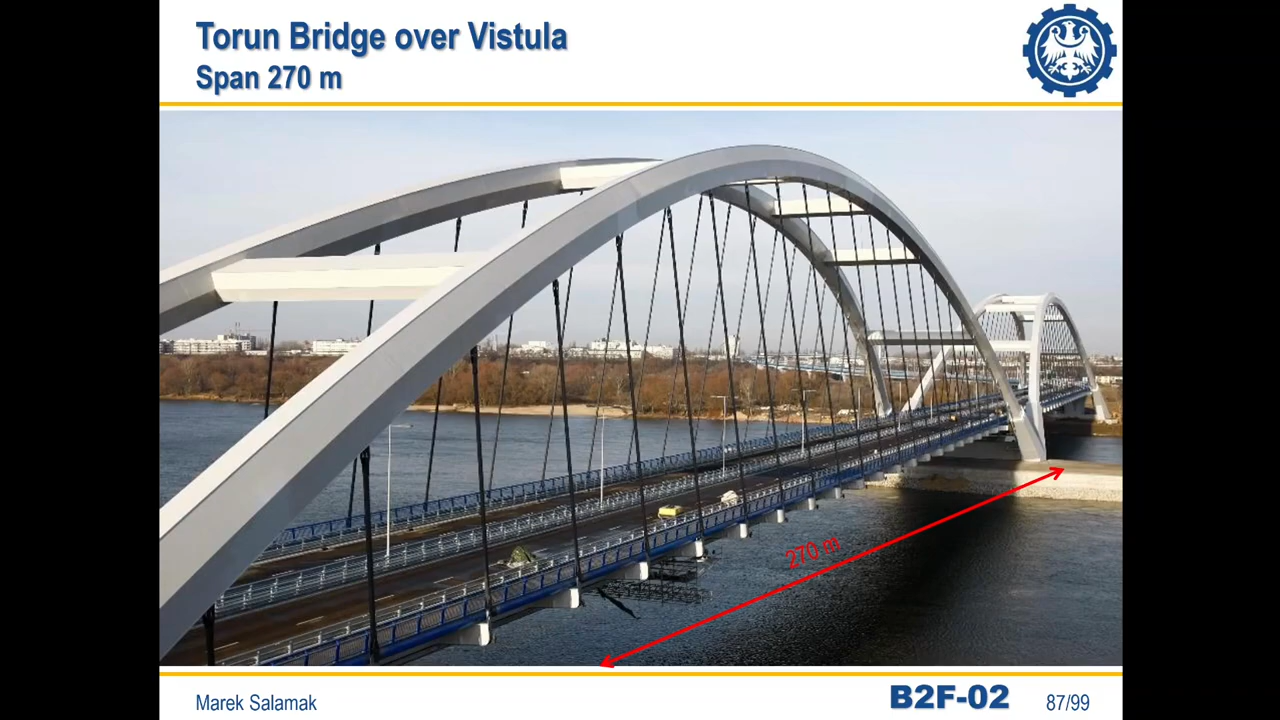 Torun Bridge over Vistula
Span 270 m
270 m
Marek Salamak
B2F-02
87/99